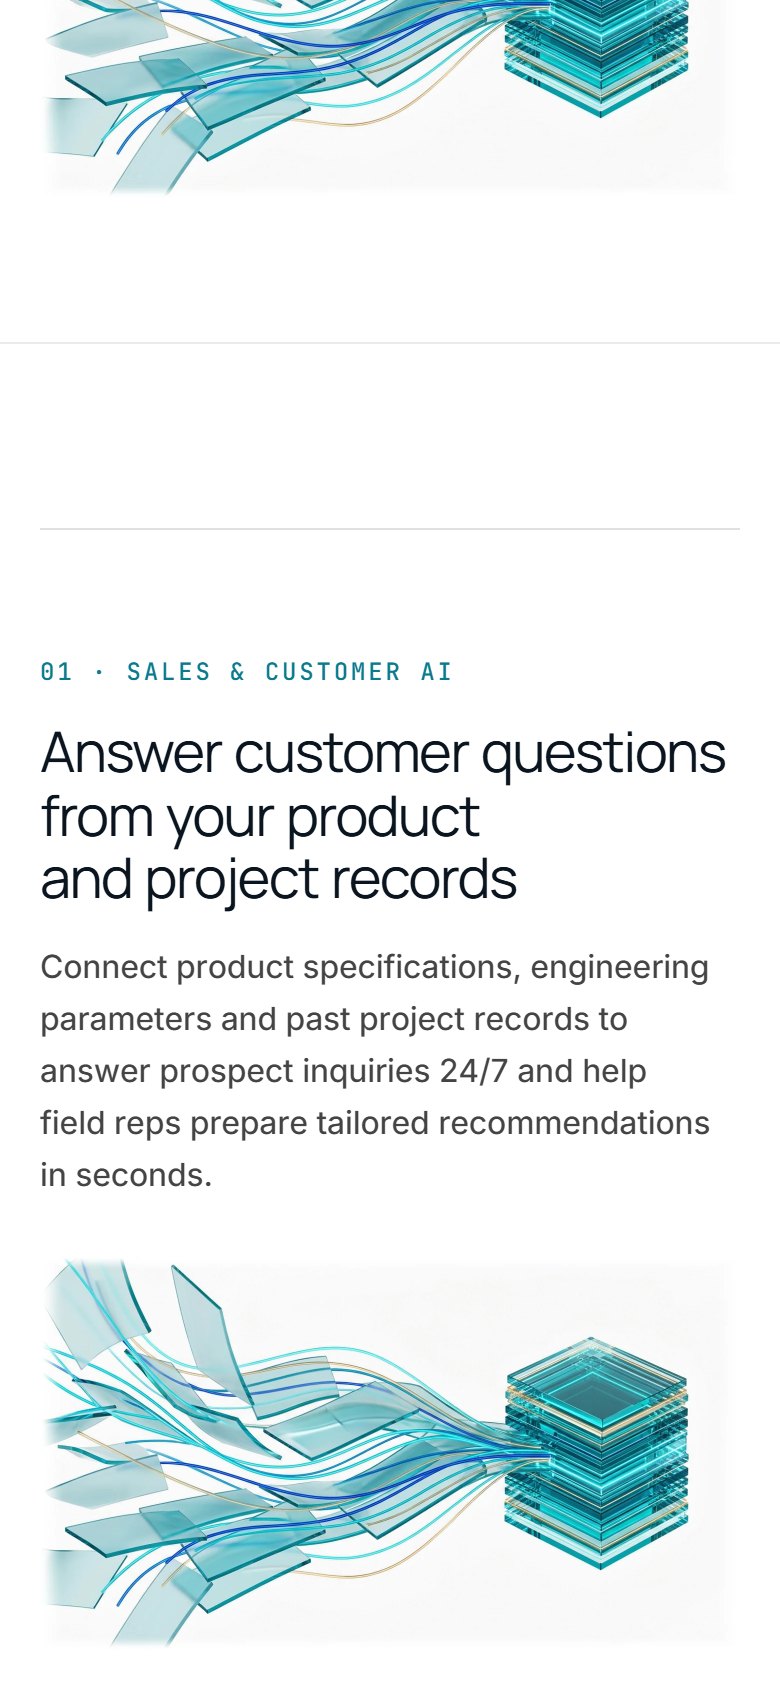 01 · SALES & CUSTOMER AI
Answer customer questions
from your product
and project records
Connect product specifications, engineering
parameters and past project records to
answer prospect inquiries 24/7 and help
field reps prepare tailored recommendations
in seconds.